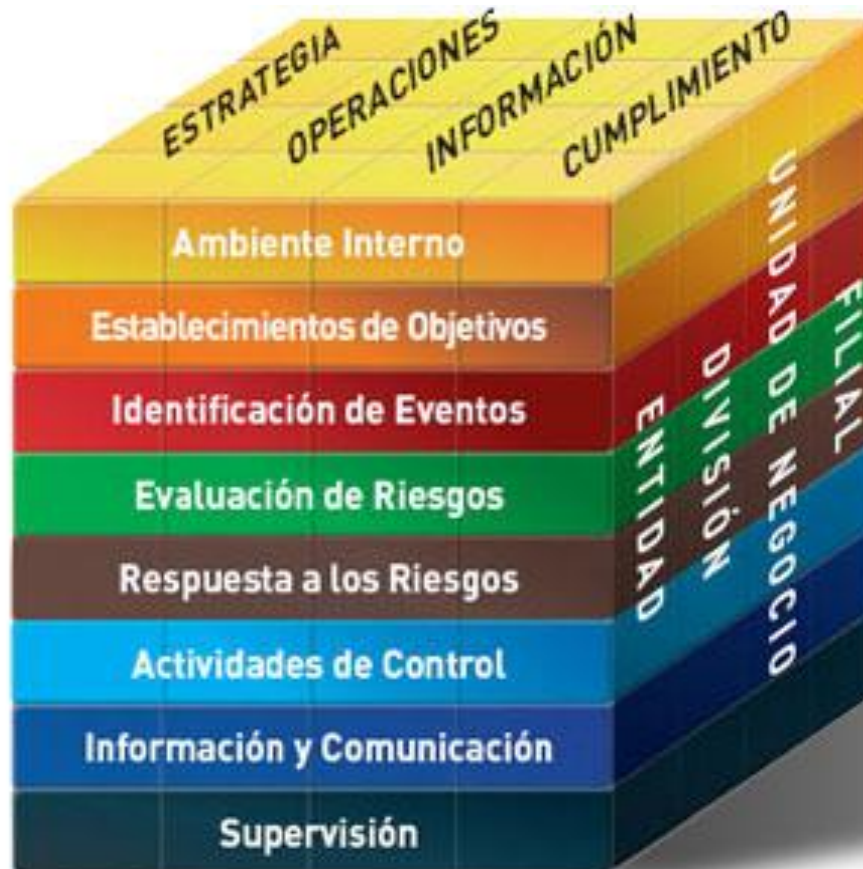 ESTRATEGIA
OPERACIONES
INFORMACIÓN
CUMPLIMIENTO
Ambiente Interno
Establecimientos de Objetivos
Identificación de Eventos
Evaluación de Riesgos
Respuesta a los Riesgos
Actividades de Control
Información y Comunicación
Supervisión
ENTIDAD
DIVISIÓN
UNIDAD DE NEGOCIO
FILIAL